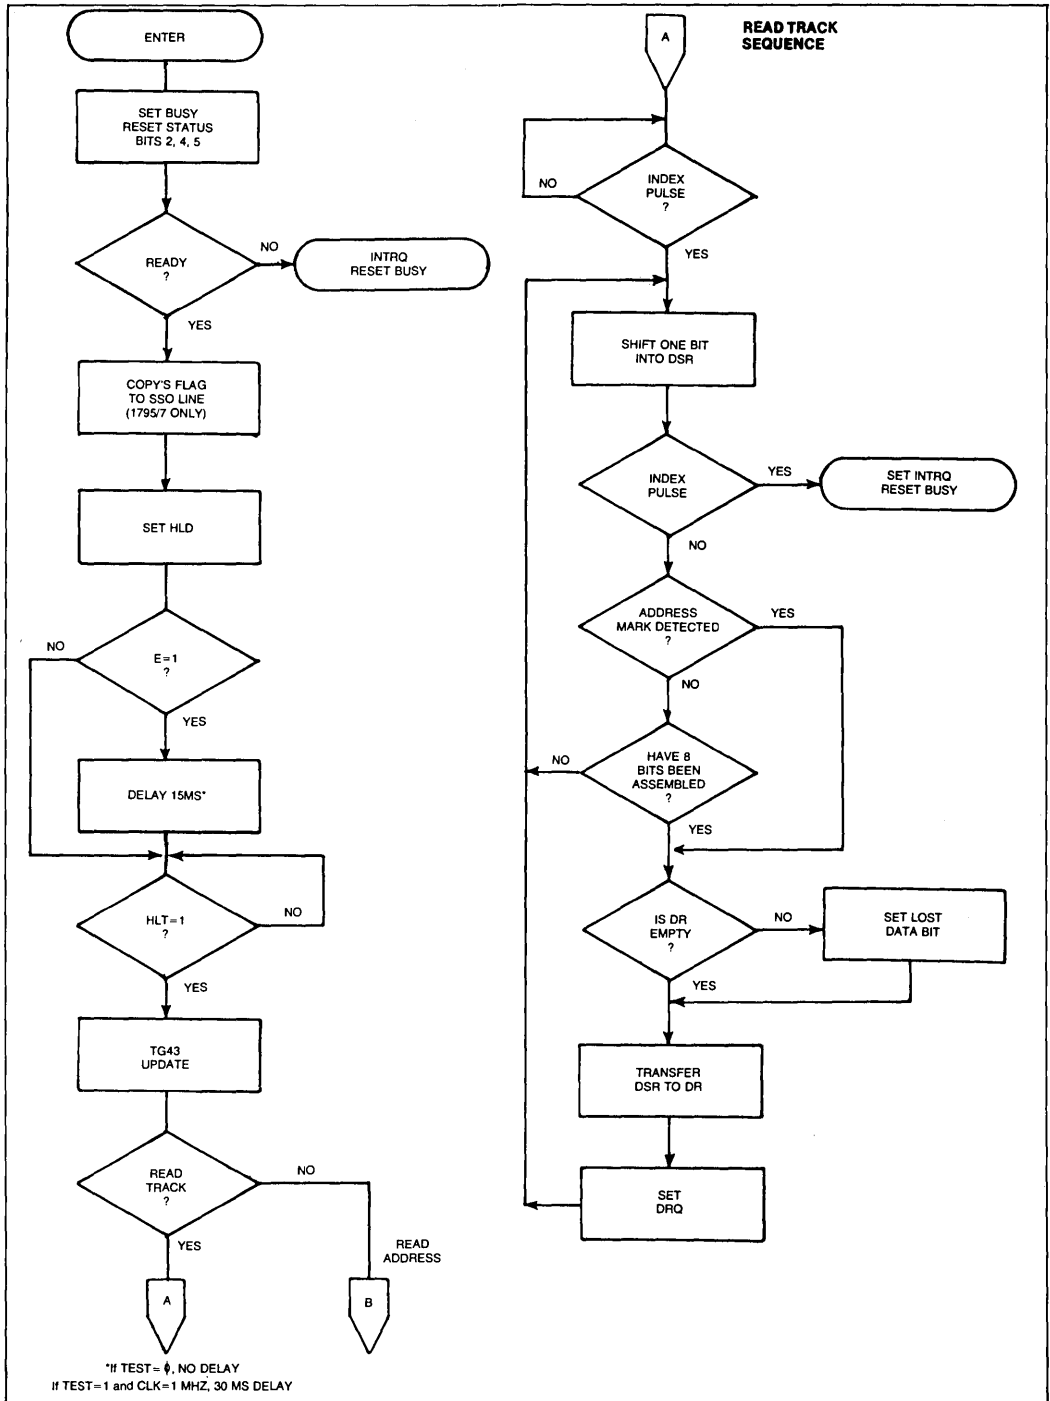 ENTER
SET BUSY
RESET STATUS
BITS 2, 4, 5
READY
?
NO
INTRQ
RESET BUSY
YES
COPY'S FLAG
TO SSO LINE
(1795/7 ONLY)
SET HLD
NO
E=1
?
YES
DELAY 15MS*
HLT=1
?
NO
YES
TG43
UPDATE
READ
TRACK
?
NO
YES
READ
ADDRESS
A
B
*If TEST=ϕ, NO DELAY
If TEST=1 and CLK=1 MHZ, 30 MS DELAY
READ TRACK
SEQUENCE
A
INDEX
PULSE
?
NO
YES
SHIFT ONE BIT
INTO DSR
INDEX
PULSE
YES
SET INTRQ
RESET BUSY
NO
ADDRESS
MARK DETECTED
?
YES
NO
HAVE 8
BITS BEEN
ASSEMBLED
?
NO
YES
IS DR
EMPTY
?
NO
SET LOST
DATA BIT
YES
TRANSFER
DSR TO DR
SET
DRQ